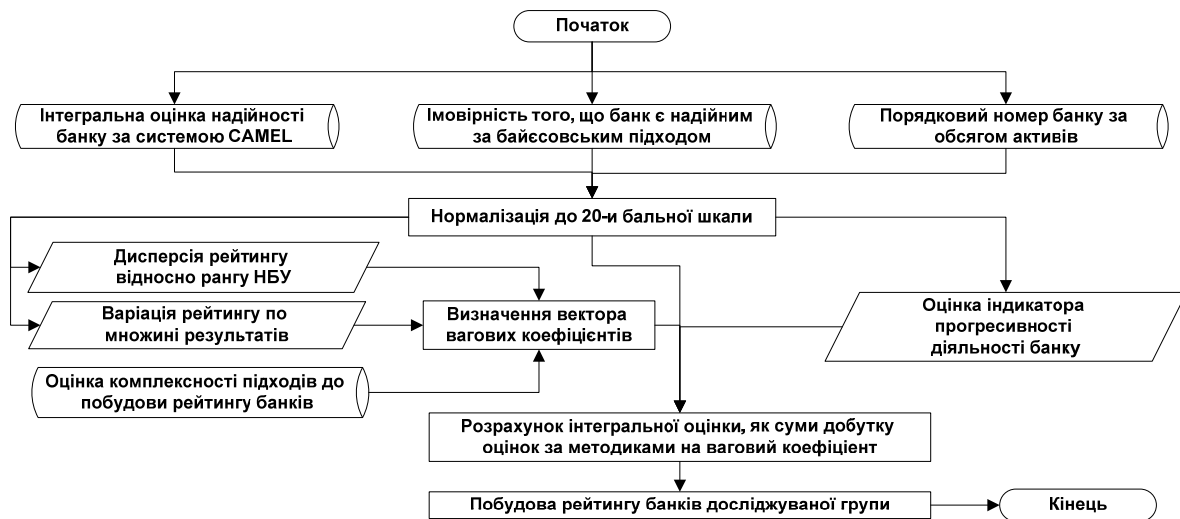 Початок
Інтегральна оцінка надійності
банку за системою CAMEL
Імовірність того, що банк є надійним
за байєсовським підходом
Порядковий номер банку за
обсягом активів
Нормалізація до 20-и бальної шкали
Дисперсія рейтингу
відносно рангу НБУ
Варіація рейтингу по
множині результатів
Визначення вектора
вагових коефіцієнтів
Оцінка індикатора
прогресивності
діяльності банку
Оцінка комплексності підходів до
побудови рейтингу банків
Розрахунок інтегральної оцінки, як суми добутку
оцінок за методиками на ваговий коефіцієнт
Побудова рейтингу банків досліджуваної групи
Кінець